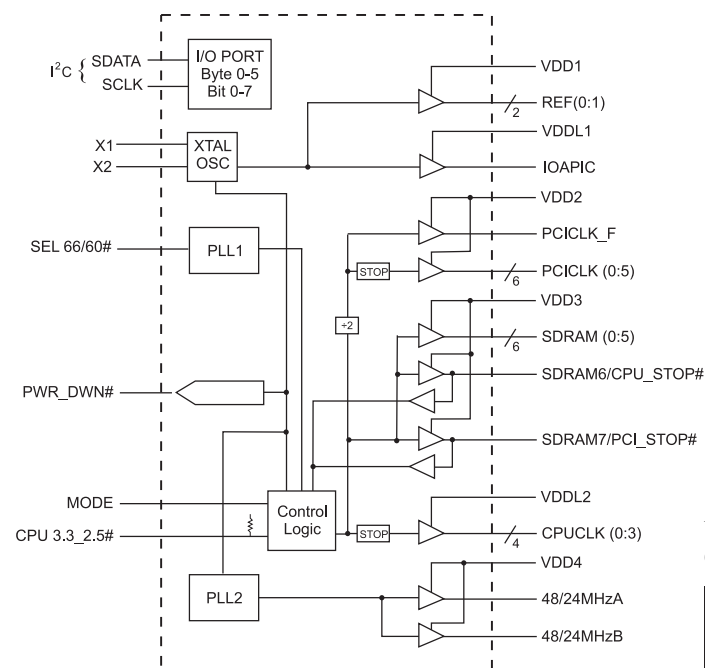 I²C { SDATA
SCLK
I/O PORT
Byte 0-5
Bit 0-7
X1
X2
XTAL
OSC
SEL 66/60#
PLL1
PWR_DWN#
MODE
CPU 3.3_2.5#
Control
Logic
PLL2
÷2
STOP
STOP
VDD1
REF(0:1)
2
VDDL1
IOAPIC
VDD2
PCICLK_F
PCICLK (0:5)
6
VDD3
SDRAM (0:5)
6
SDRAM6/CPU_STOP#
SDRAM7/PCI_STOP#
VDDL2
CPUCLK (0:3)
4
VDD4
48/24MHzA
48/24MHzB